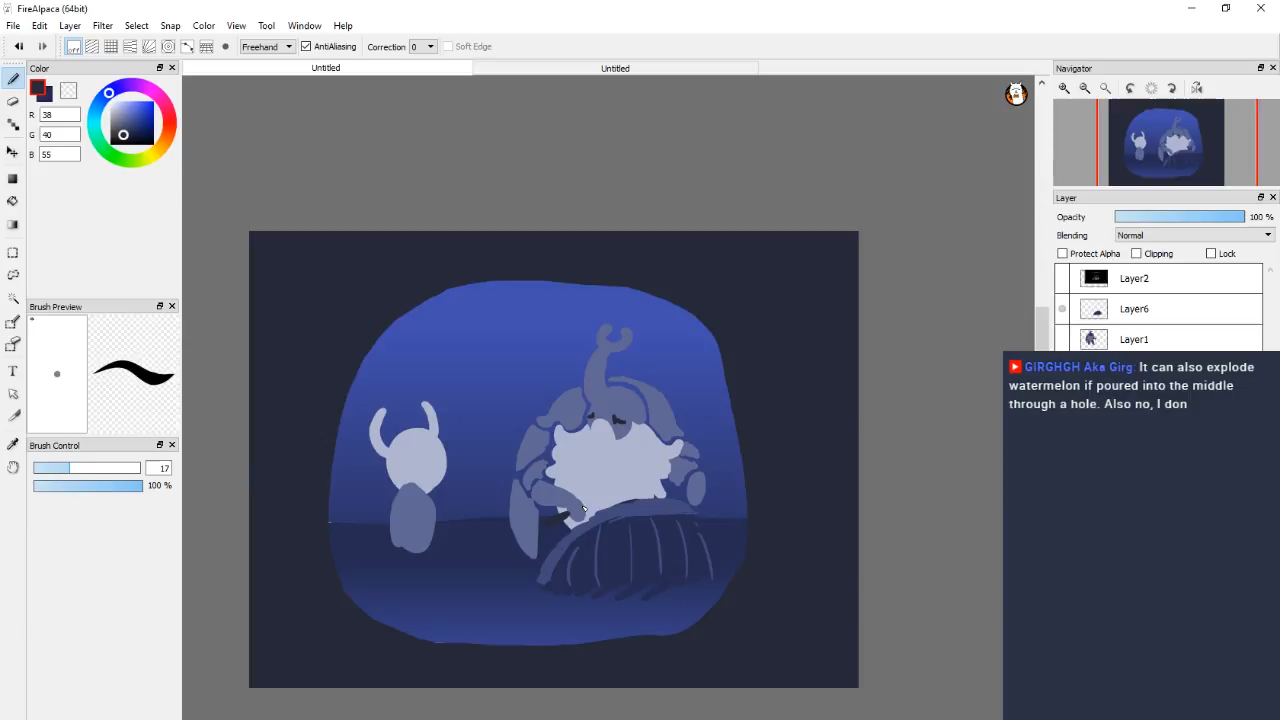 FireAlpaca (64bit)
File Edit Layer Filter Select Snap Color View Tool Window Help
off Freehand AntiAliasing Correction 0 Soft Edge
Color
Untitled
Untitled
Navigator
R 38
G 40
B 55
Layer
Opacity 100 %
Blending Normal
Protect Alpha Clipping Lock
Layer2
Brush Preview
Layer6
Layer1
GIRGHGH Aka Girg: It can also explode
watermelon if poured into the middle
through a hole. Also no, I don
Brush Control
17
100 %